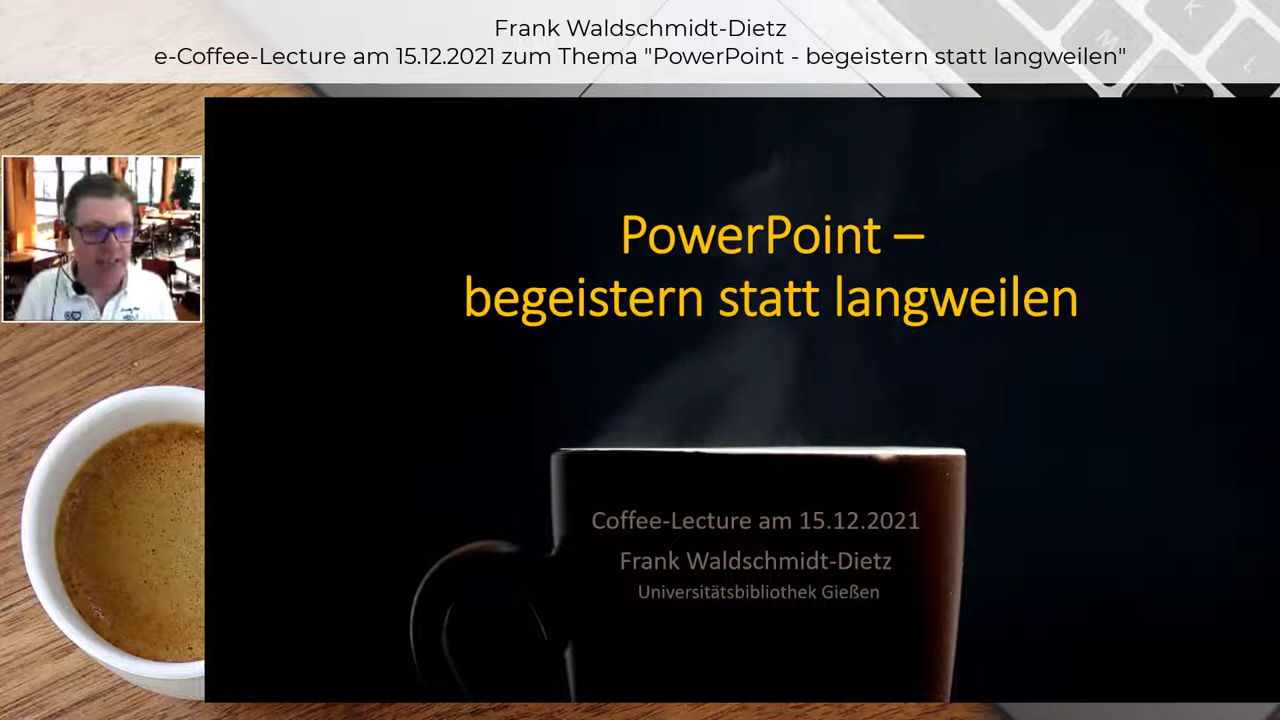 Frank Waldschmidt-Dietz
e-Coffee-Lecture am 15.12.2021 zum Thema "PowerPoint - begeistern statt langweilen"
PowerPoint –
begeistern statt langweilen
Coffee-Lecture am 15.12.2021
Frank Waldschmidt-Dietz
Universitätsbibliothek Gießen